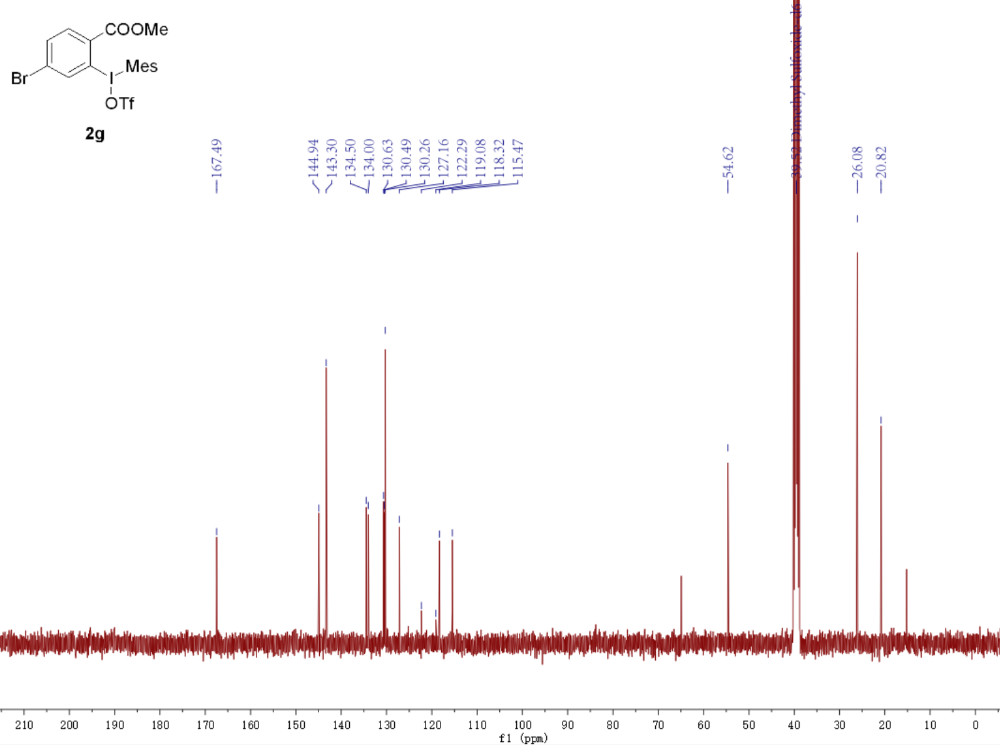 COOMe
Mes
Br
I
OTf
2g
167.49
144.94
143.30
134.50
134.00
130.63
130.49
130.26
127.16
122.29
119.08
118.32
115.47
54.62
39.52 Dimethyl Sulfoxide-d6
26.08
20.82
210 200 190 180 170 160 150 140 130 120 110 100 90 80 70 60 50 40 30 20 10 0
f1 (ppm)